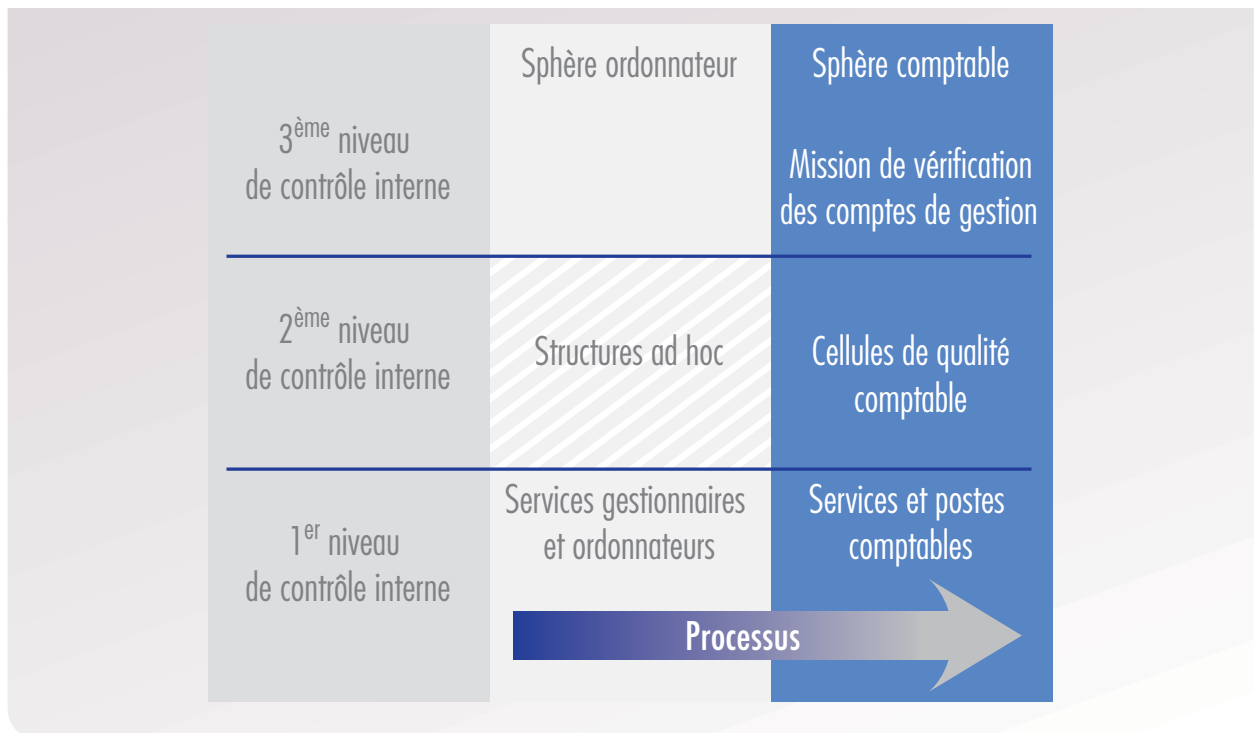 Sphère ordonnateur
Sphère comptable
3ème niveau
de contrôle interne
Mission de vérification
des comptes de gestion
2ème niveau
de contrôle interne
Structures ad hoc
Cellules de qualité
comptable
1er niveau
de contrôle interne
Services gestionnaires
et ordonnateurs
Services et postes
comptables
Processus